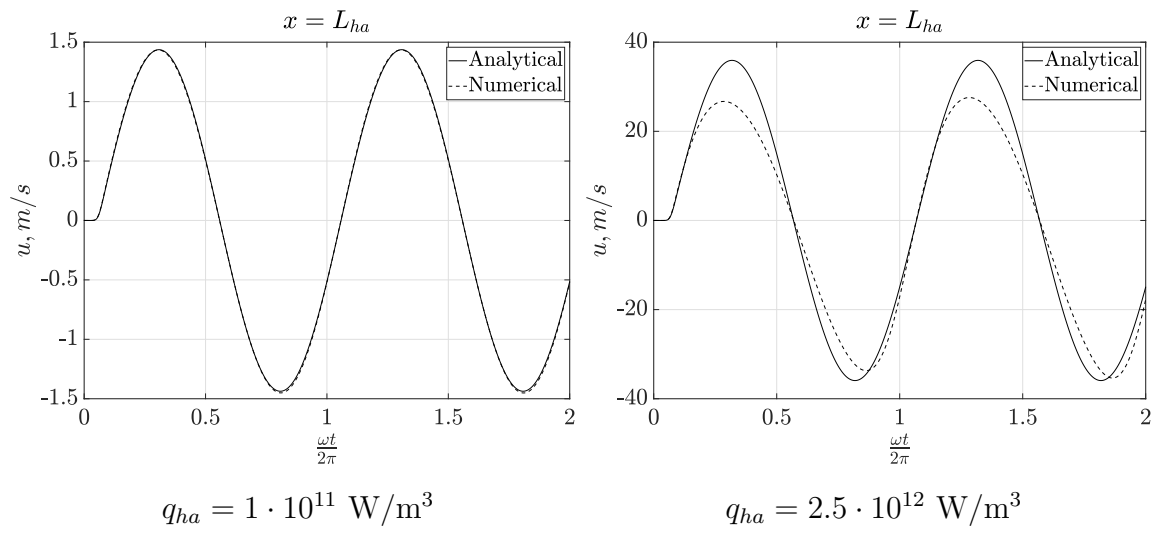 x = L_{ha}
1.5
1
0.5
0
-0.5
-1
-1.5
u, m/s
Analytical
Numerical
0 0.5 1 1.5 2
\frac{ωt}{2π}
q_{ha} = 1 · 10^{11} W/m^3
x = L_{ha}
40
20
0
-20
-40
u, m/s
Analytical
Numerical
0 0.5 1 1.5 2
\frac{ωt}{2π}
q_{ha} = 2.5 · 10^{12} W/m^3